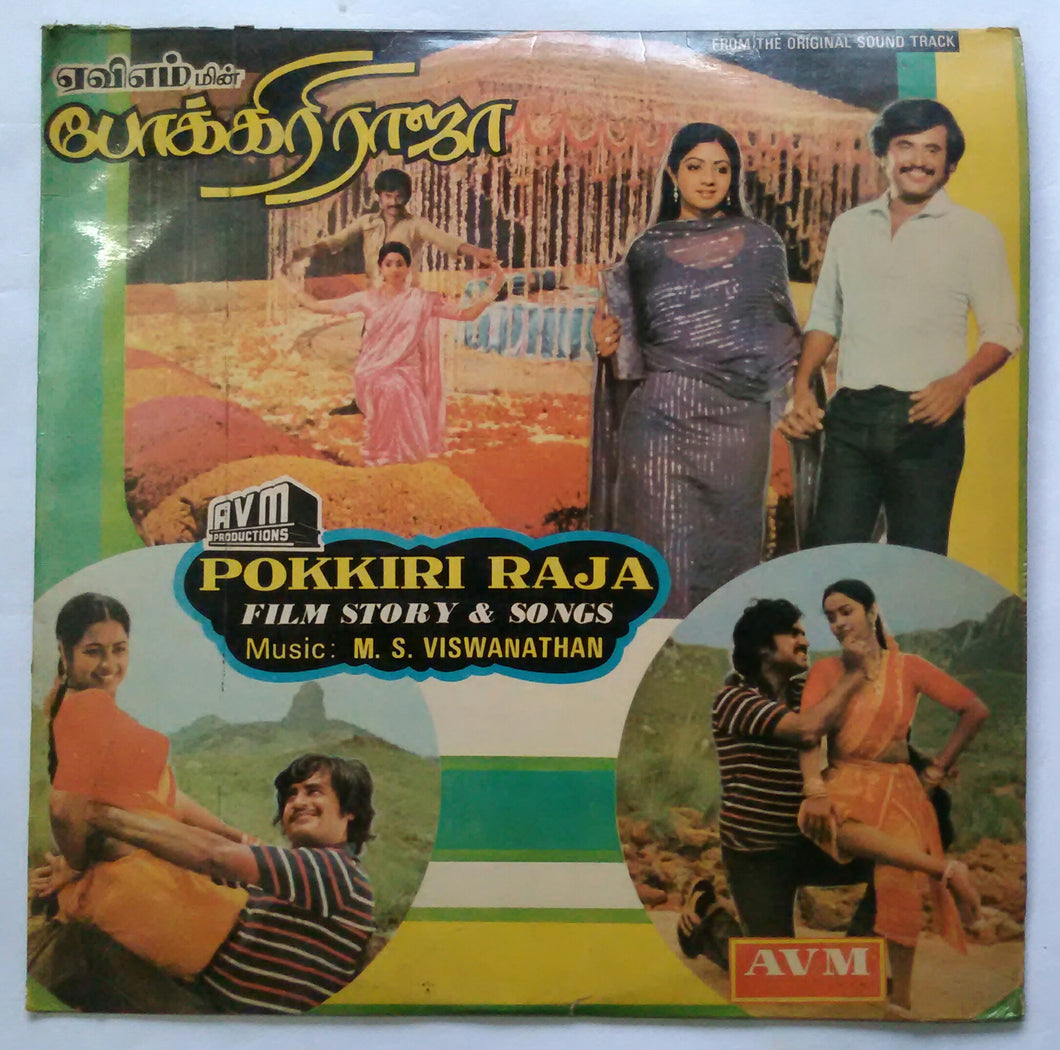 FROM THE ORIGINAL SOUND TRACK
ஏவிஎம் மின்
போக்கிரி ராஜா
AVM
PRODUCTIONS
POKKIRI RAJA
FILM STORY & SONGS
Music: M. S. VISWANATHAN
AVM